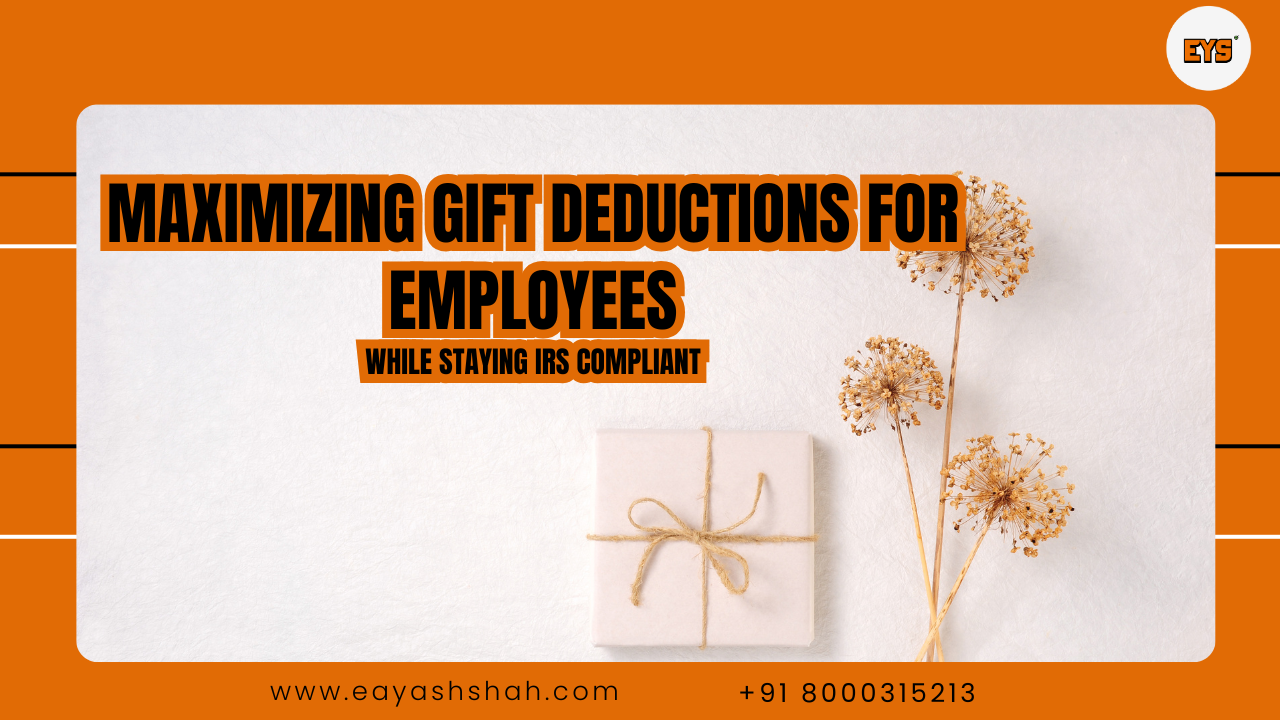 EYS
MAXIMIZING GIFT DEDUCTIONS FOR
EMPLOYEES
WHILE STAYING IRS COMPLIANT
www.eayashshah.com
+91 8000315213